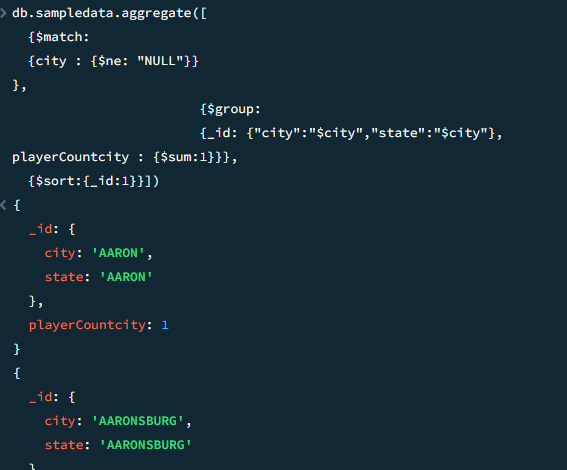 > db.sampledata.aggregate([
{$match:
{city : {$ne: "NULL"}}
},
{$group:
{_id: {"city":"$city","state":"$city"},
playerCountcity : {$sum:1}}},
{$sort:{_id:1}}])
< {
_id: {
city: 'AARON',
state: 'AARON'
},
playerCountcity: 1
}
{
_id: {
city: 'AARONSBURG',
state: 'AARONSBURG'
}